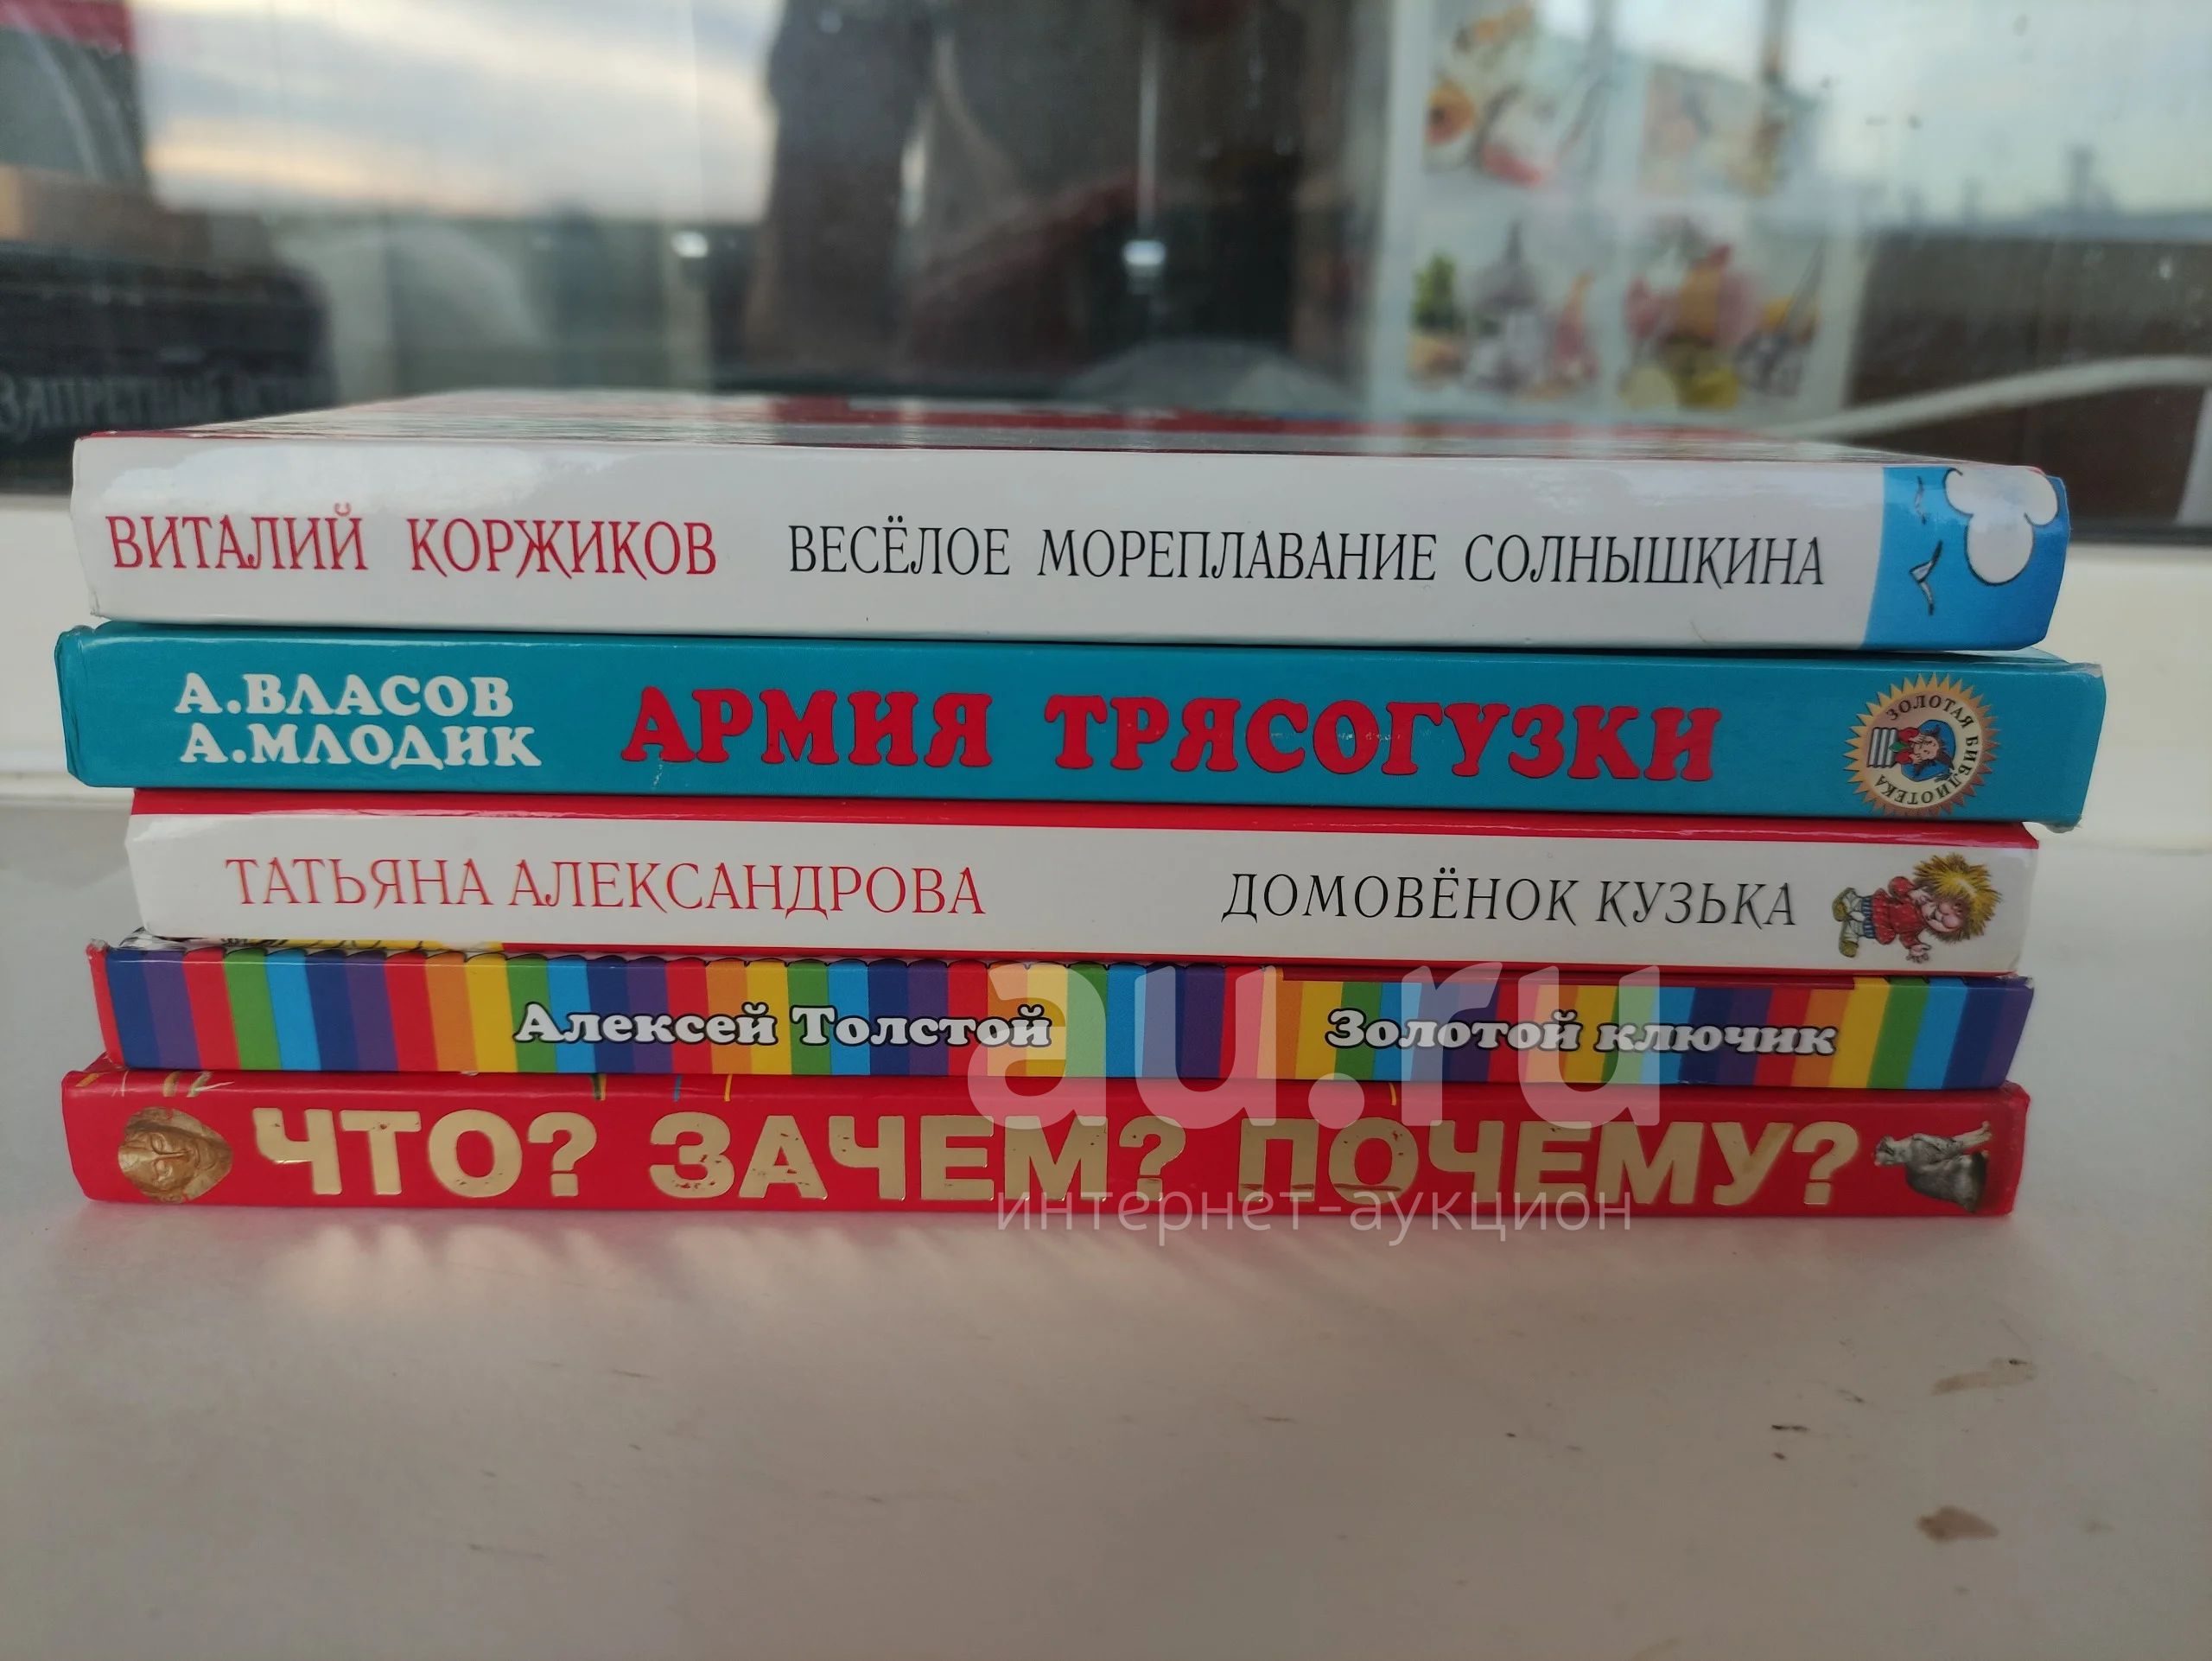 ЗАПРЕТНЫЕ
ВИТАЛИЙ КОРЖИКОВ ВЕСЁЛОЕ МОРЕПЛАВАНИЕ СОЛНЫШКИНА
А.ВЛАСОВ
А.МЛОДИК
АРМИЯ ТРЯСОГУЗКИ
ЗОЛОТАЯ БИБЛИОТЕКА
ТАТЬЯНА АЛЕКСАНДРОВА ДОМОВЁНОК КУЗЬКА
Алексей Толстой Золотой ключик
au.ru
ЧТО? ЗАЧЕМ? ПОЧЕМУ?
интернет-аукцион